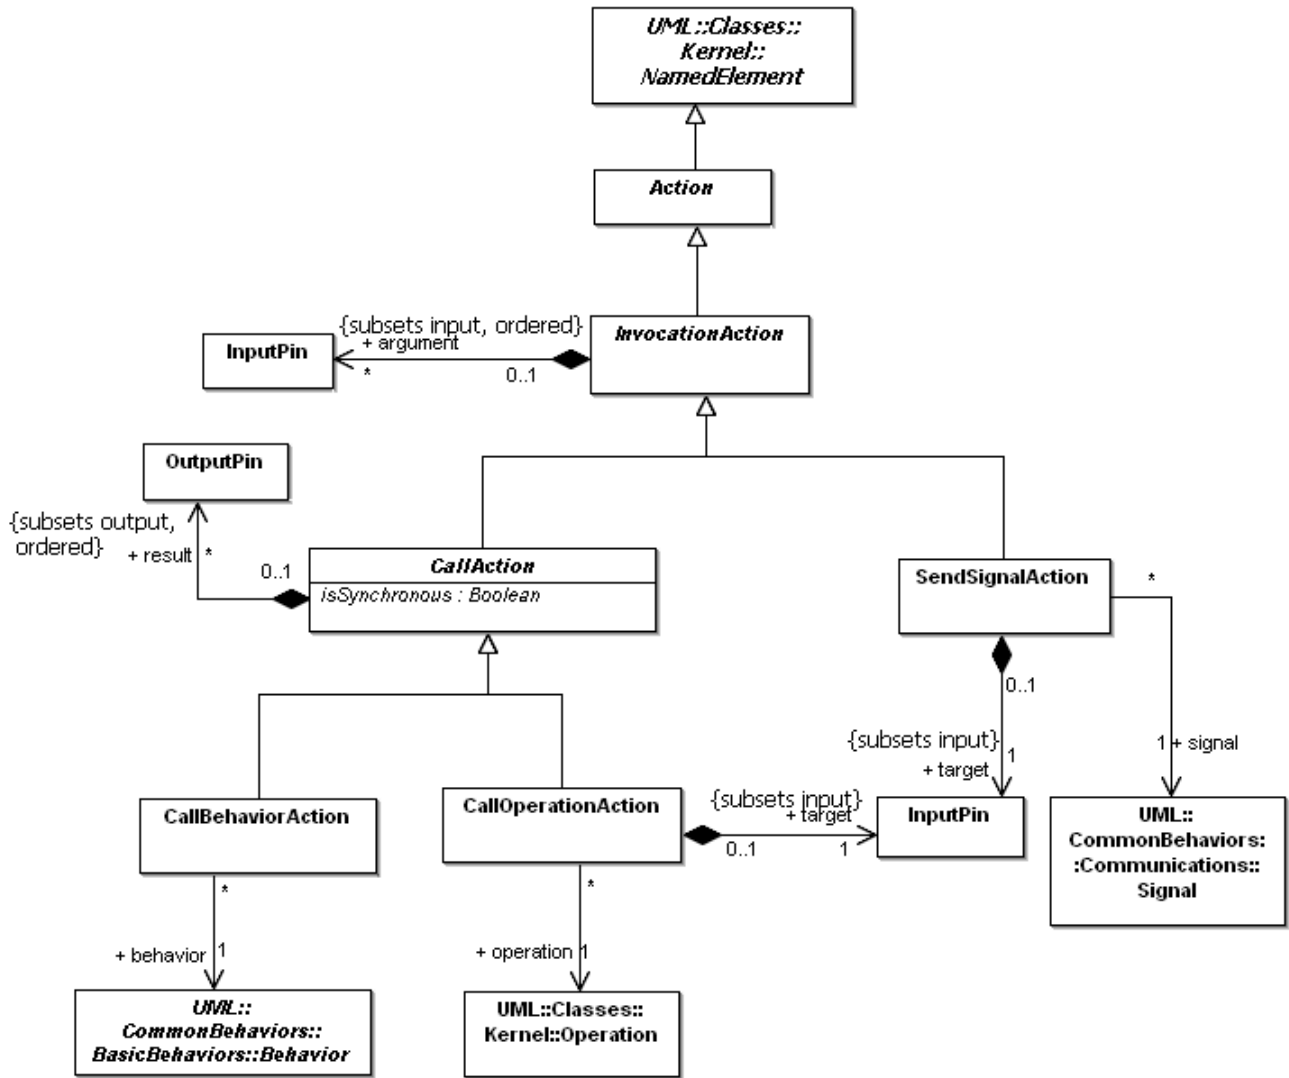 UML::Classes::
Kernel::
NamedElement
Action
{subsets input, ordered}
+ argument
InvocationAction
InputPin
*
0..1
OutputPin
{subsets output,
ordered}
+ result
*
0..1
CallAction
isSynchronous : Boolean
SendSignalAction
*
0..1
{subsets input}
1
+ target
1
+ signal
CallBehaviorAction
CallOperationAction
{subsets input}
+ target
0..1
1
InputPin
UML::
CommonBehaviors:
:Communications::
Signal
*
+ behavior
1
*
+ operation
1
UML::
CommonBehaviors::
BasicBehaviors::Behavior
UML::Classes::
Kernel::Operation